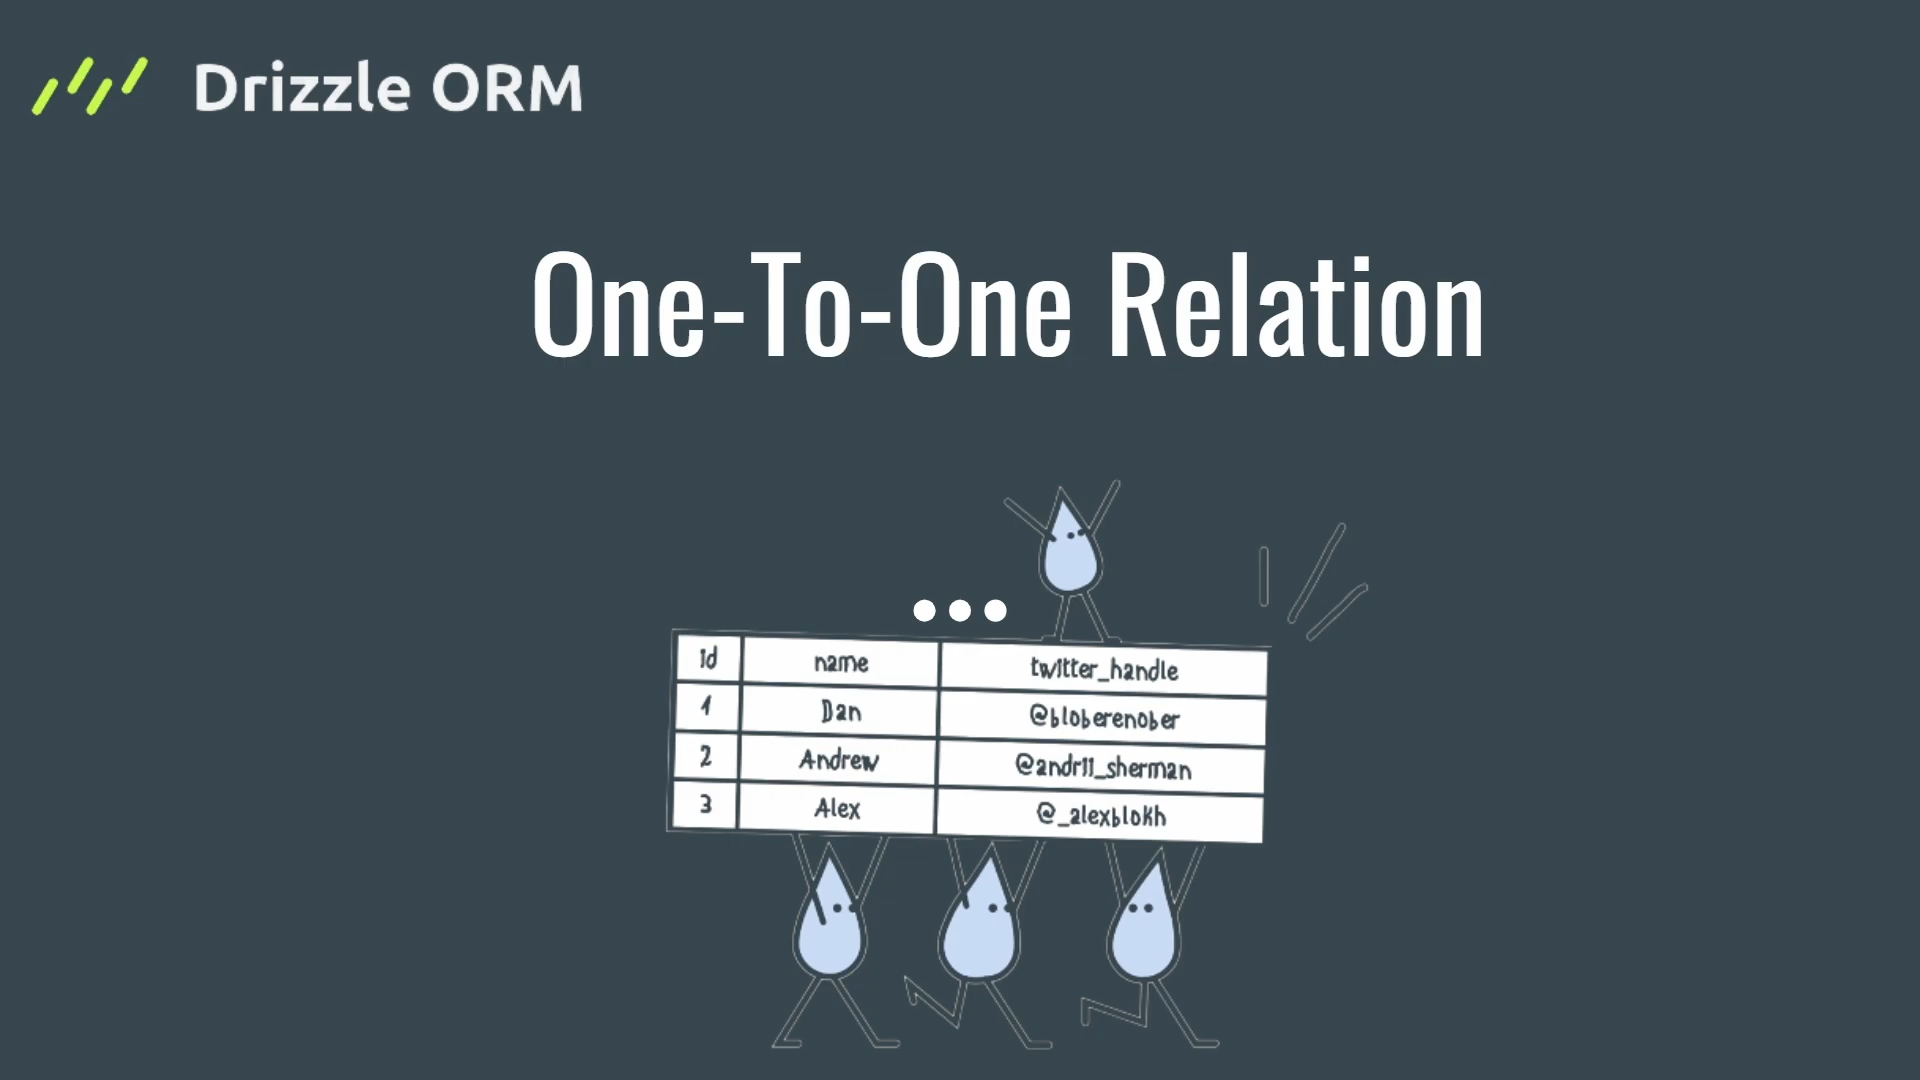 Drizzle ORM
One-To-One Relation
id name twitter_handle
1 Dan @bloberenober
2 Andrew @andrii_sherman
3 Alex @_alexblokh